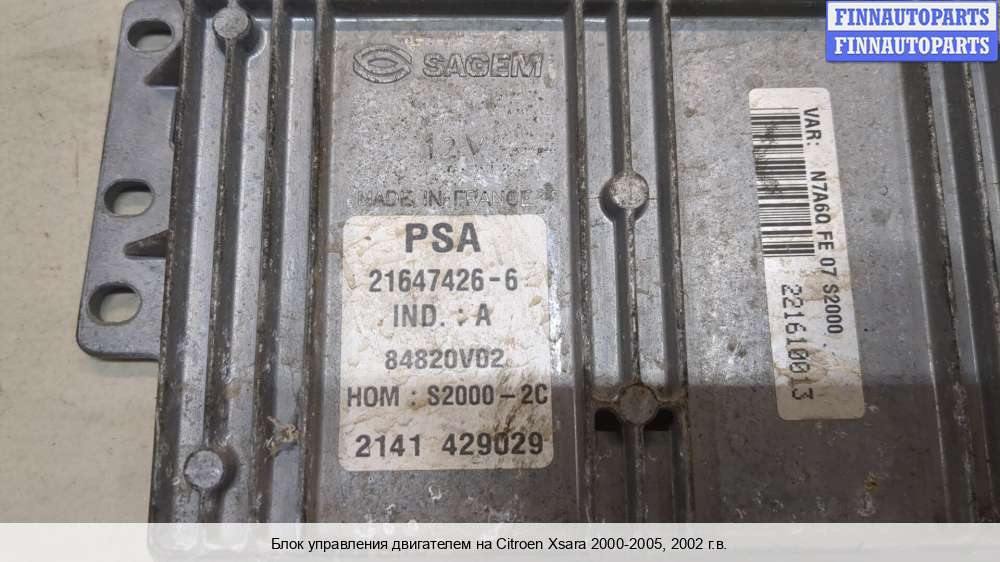 FINNAUTOPARTS
FINNAUTOPARTS
SAGEM
12V
MADE IN FRANCE
PSA
21647426-6
IND. : A
84820V02
HOM : S2000-2C
2141 429029
VAR: N7A6Q FE 07 S2000
221610013
Блок управления двигателем на Citroen Xsara 2000-2005, 2002 г.в.